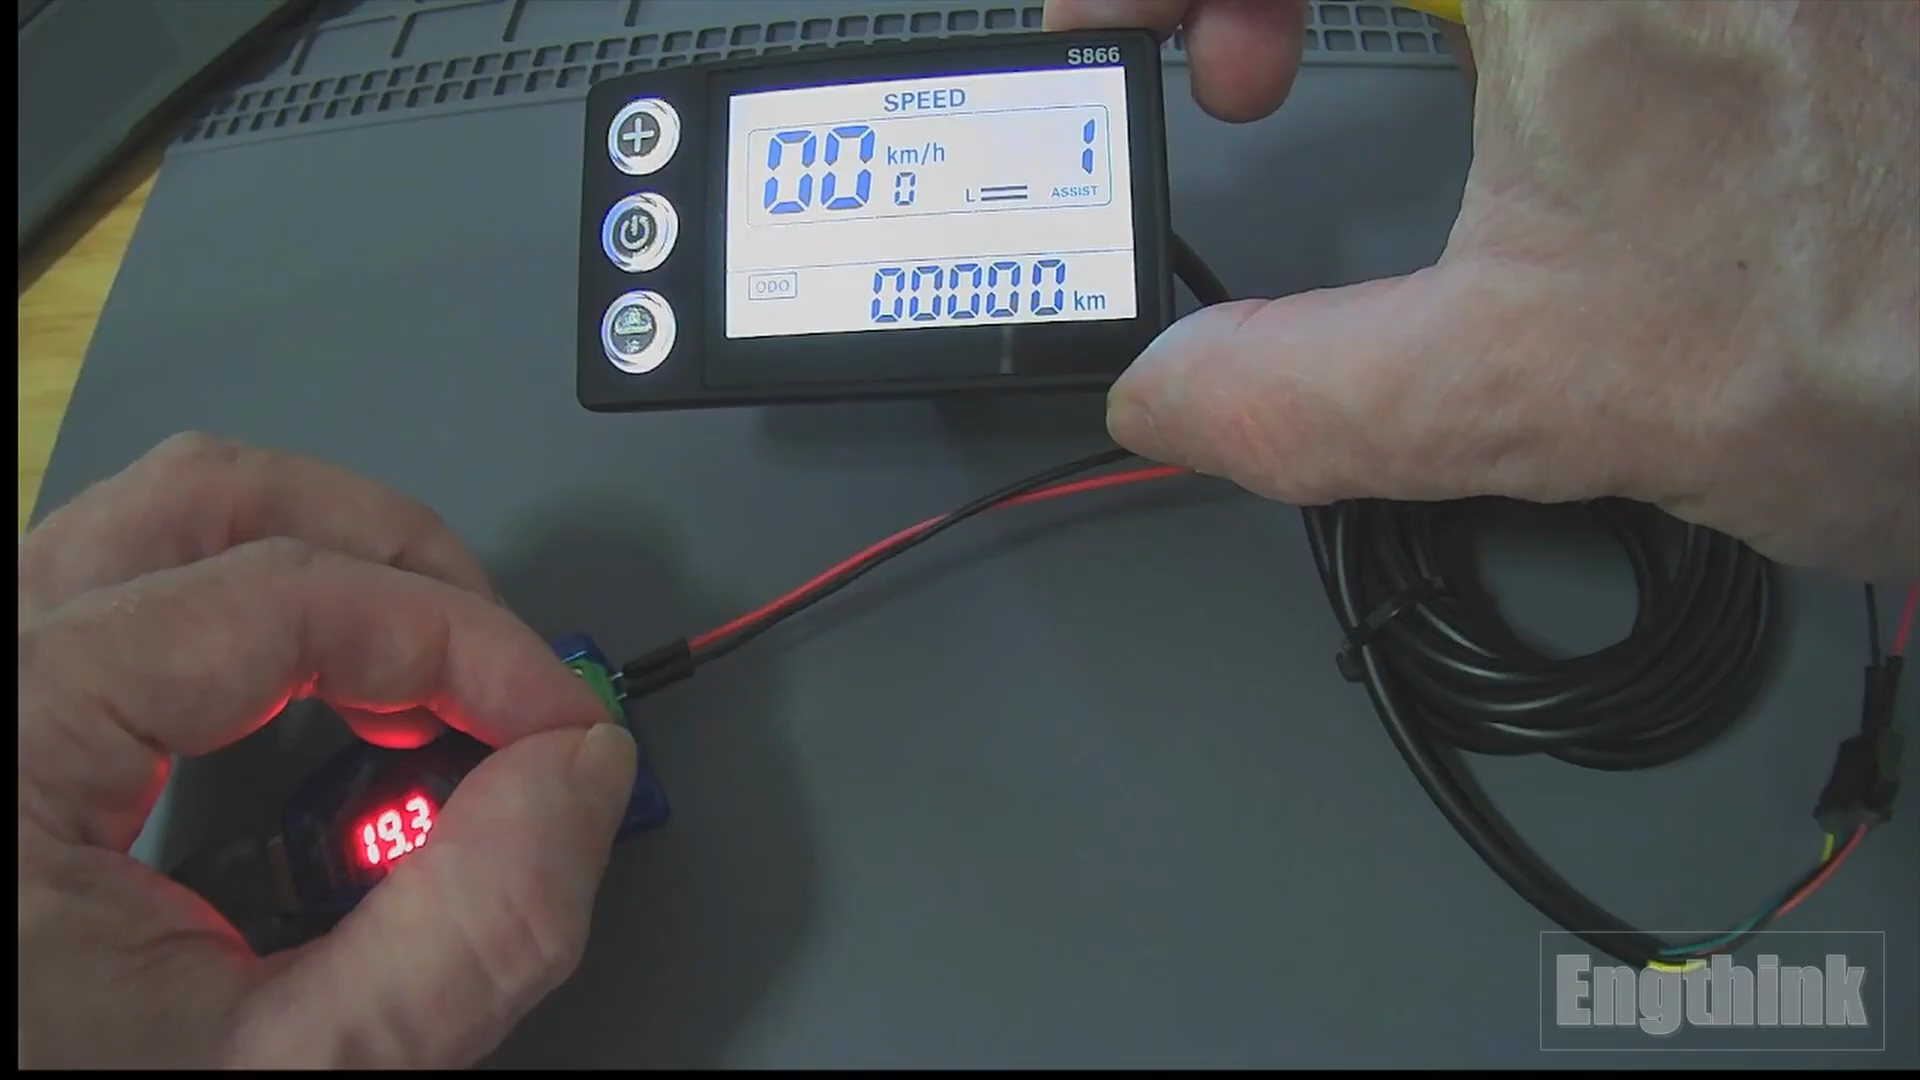 S866
SPEED
00 km/h 1
0 L ASSIST
ODO 00000 km
19.3
Engthink